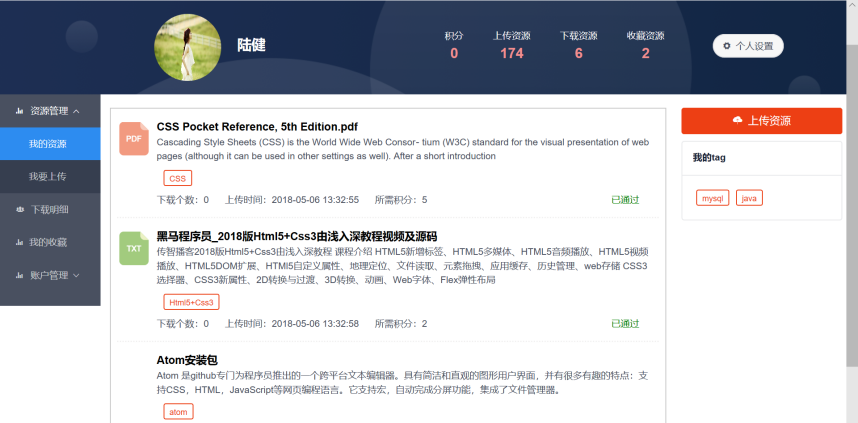 陆健
积分 上传资源 下载资源 收藏资源
0 174 6 2
个人设置
资源管理
我的资源
我要上传
下载明细
我的收藏
账户管理
PDF
CSS Pocket Reference, 5th Edition.pdf
Cascading Style Sheets (CSS) is the World Wide Web Consor- tium (W3C) standard for the visual presentation of web
pages (although it can be used in other settings as well). After a short introduction
CSS
下载个数：0 上传时间：2018-05-06 13:32:55 所需积分：5 已通过
TXT
黑马程序员_2018版Html5+Css3由浅入深教程视频及源码
传智播客2018版Html5+Css3由浅入深教程 课程介绍 HTML5新增标签、HTML5多媒体、HTML5音频播放、HTML5视频
播放、HTML5DOM扩展、HTMl5自定义属性、地理定位、文件读取、元素拖拽、应用缓存、历史管理、web存储 CSS3
选择器、CSS3新属性、2D转换与过渡、3D转换、动画、Web字体、Flex弹性布局
Html5+Css3
下载个数：0 上传时间：2018-05-06 13:32:58 所需积分：2 已通过
Atom安装包
Atom 是github专门为程序员推出的一个跨平台文本编辑器。具有简洁和直观的图形用户界面，并有很多有趣的特点：支
持CSS，HTML，JavaScript等网页编程语言。它支持宏，自动完成分屏功能，集成了文件管理器。
atom
上传资源
我的tag
mysql java